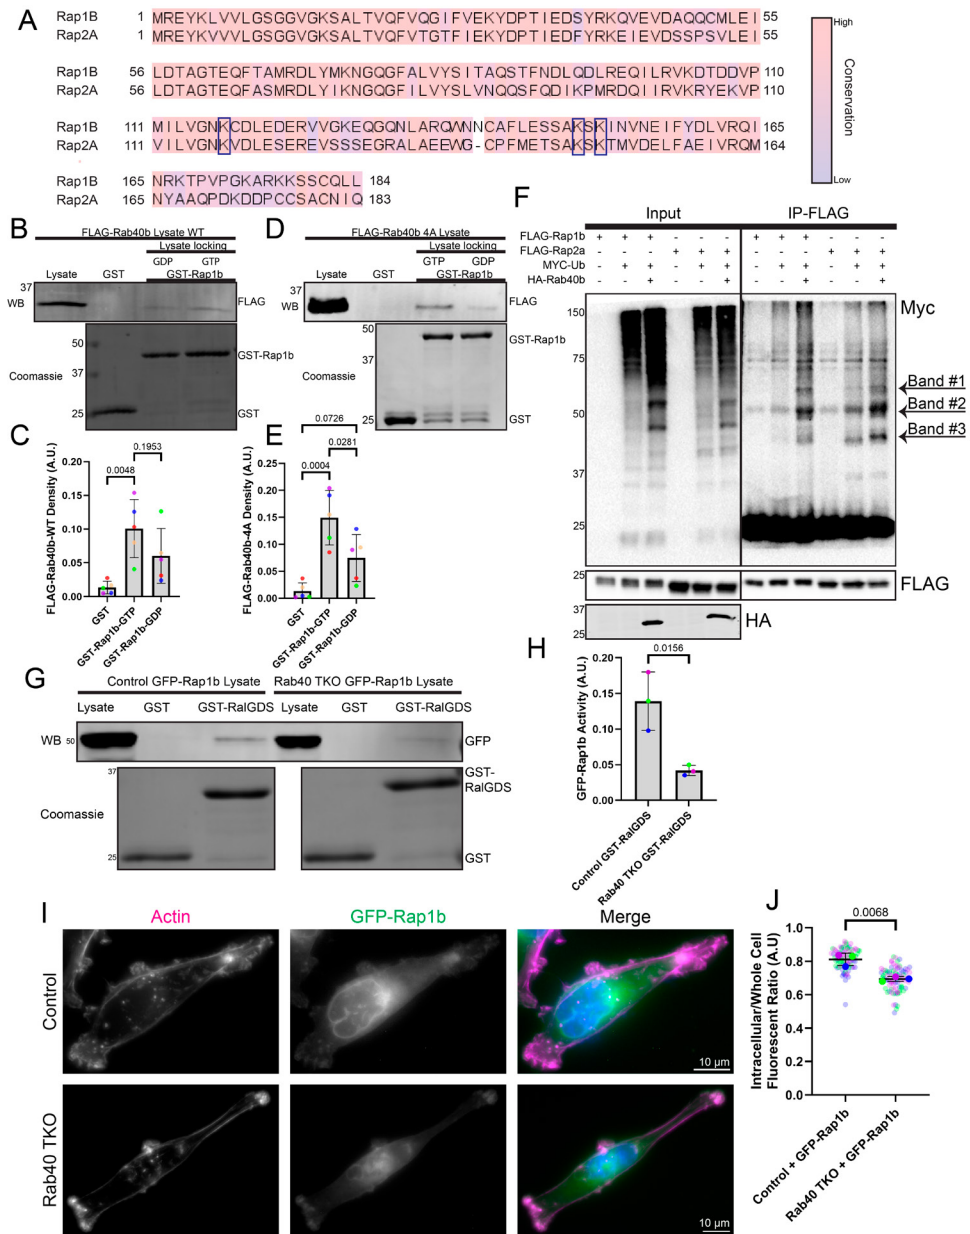 A
Rap1B 1 MREYKLVVLGSGGVGKSALTVQFVQGIFVEKYDPTIEDSYRKQVEVDAQQCMLEI 55
Rap2A 1 MREYKVVVLGSGGVGKSALTVQFVTGTFIEKYDPTIEDFYRKEIEVDSSPSVLEI 55
Rap1B 56 LDTAGTEQFTAMRDLYMKNGQGFALVYSITAQSTFNDLQDLREQILRVKDTDDVP 110
Rap2A 56 LDTAGTEQFASMRDLYIKNGQGFILVYSLVNQQSFQDIKPMRDQIIRVKRYEKVP 110
Rap1B 111 MILVGNKCDLEDERVVGKEQGQNLARQWNNCAFLESSAKSKINVNEIFYDLVRQI 165
Rap2A 111 VILVGNKVDLESEREVSSSEGRALAEEWG-CPFMETSAKSKTMVDELFAEIVRQM 164
Rap1B 165 NRKTPVPGKARKKSSCQLL 184
Rap2A 165 NYAAQPDKDDPCCSACNIQ 183
High
Conservation
Low
B
FLAG-Rab40b Lysate WT
Lysate locking
GDP GTP
Lysate GST GST-Rap1b
37
WB
25
FLAG
50
37
25
Coomassie
GST-Rap1b
GST
D
FLAG-Rab40b 4A Lysate
Lysate locking
GTP GDP
Lysate GST GST-Rap1b
37
WB
25
FLAG
50
37
25
Coomassie
GST-Rap1b
GST
C
FLAG-Rab40b-WT Density (A.U.)
0.20
0.15
0.10
0.05
0.00
0.0048
0.1953
GST
GST-Rap1b-GTP
GST-Rap1b-GDP
E
FLAG-Rab40b-4A Density (A.U.)
0.25
0.20
0.15
0.10
0.05
0.00
0.0726
0.0004
0.0281
GST
GST-Rap1b-GTP
GST-Rap1b-GDP
F
Input IP-FLAG
FLAG-Rap1b + + + - - - + + + - - -
FLAG-Rap2a - - - + + + - - - + + +
MYC-Ub - + + - + + - + + - + +
HA-Rab40b - - + - - + - - + - - +
150
75
50
37
25
Myc
Band #1
Band #2
Band #3
25
FLAG
37
25
HA
G
Control GFP-Rap1b Lysate Rab40 TKO GFP-Rap1b Lysate
Lysate GST GST-RalGDS Lysate GST GST-RalGDS
WB 50
GFP
37
25
Coomassie
GST-
RalGDS
GST
H
GFP-Rap1b Activity (A.U.)
0.20
0.15
0.10
0.05
0.00
0.0156
Control GST-RalGDS
Rab40 TKO GST-RalGDS
I
Actin GFP-Rap1b Merge
Control
10 µm
Rab40 TKO
10 µm
J
Intracellular/Whole Cell
Fluorescent Ratio (A.U)
1.0
0.8
0.6
0.4
0.2
0.0
0.0068
Control + GFP-Rap1b
Rab40 TKO + GFP-Rap1b